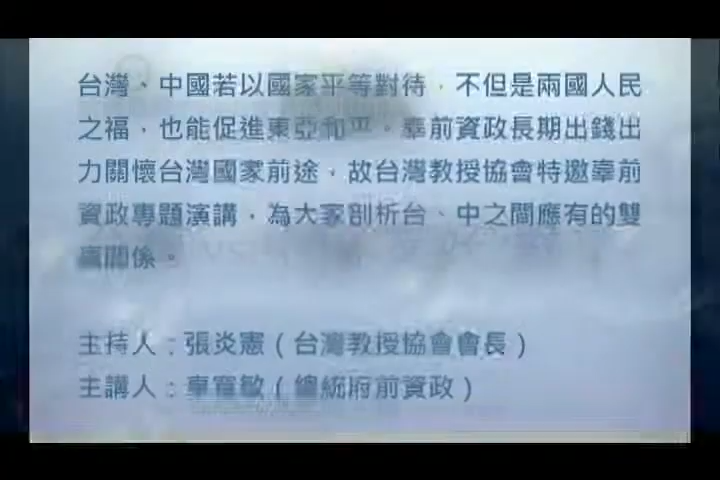 台灣、中國若以國家平等對待，不但是兩國人民
之福，也能促進東亞和平。辜前資政長期出錢出
力關懷台灣國家前途，故台灣教授協會特邀辜前
資政專題演講，為大家剖析台、中之間應有的雙
贏關係。
主持人：張炎憲（台灣教授協會會長）
主講人：辜寬敏（總統府前資政）